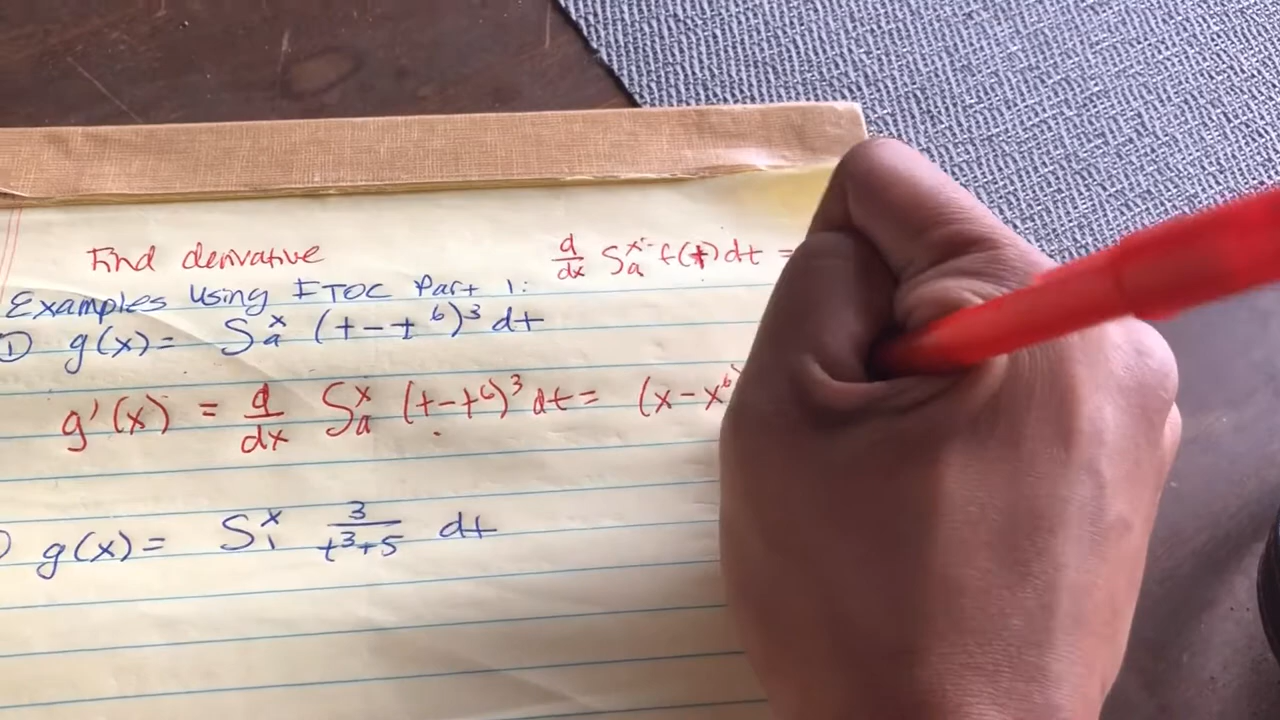 Find derivative
d/dx ∫ₐˣ f(t)dt =
Examples Using FTOC Part 1:
① g(x) = ∫ₐˣ (t-t⁶)³ dt
g'(x) = d/dx ∫ₐˣ (t-t⁶)³ dt = (x-x⁶)
g(x) = ∫₁ˣ 3/(t³+5) dt